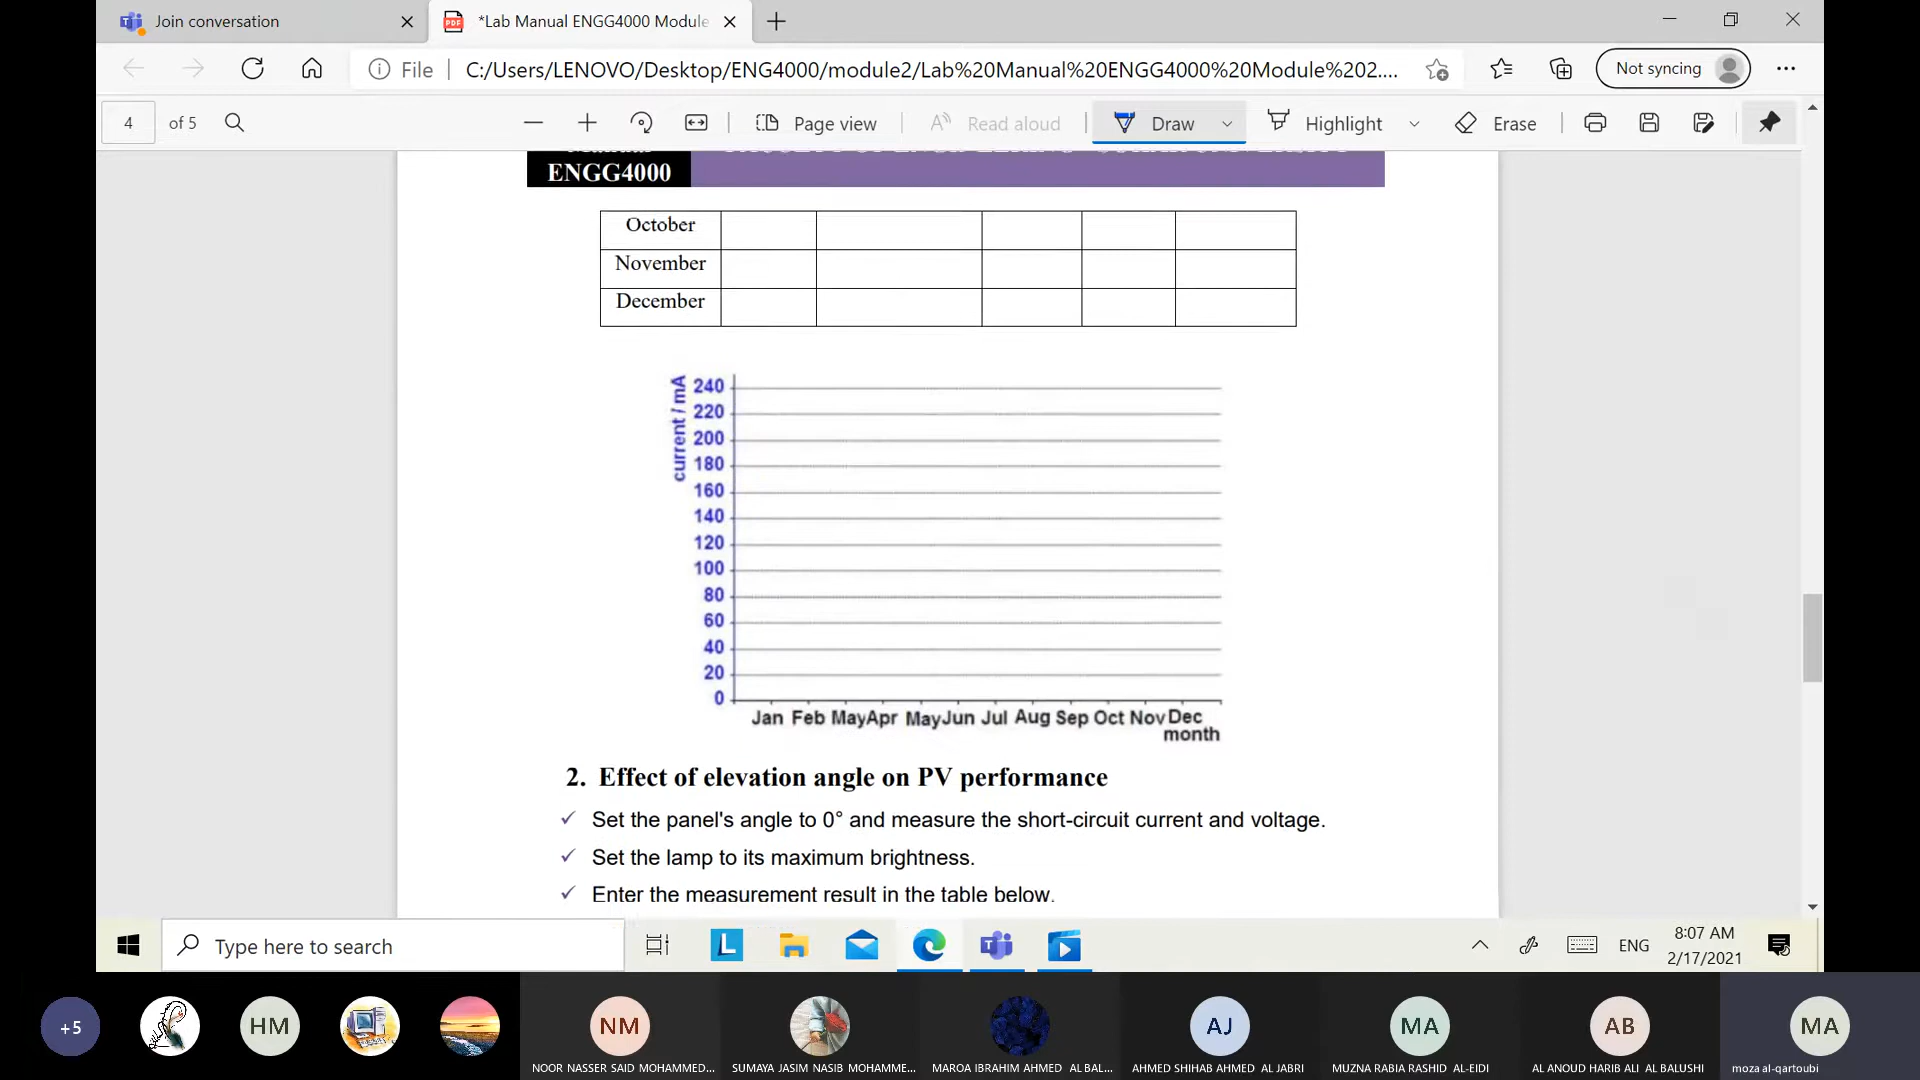 Join conversation
*Lab Manual ENGG4000 Module
File
C:/Users/LENOVO/Desktop/ENG4000/module2/Lab%20Manual%20ENGG4000%20Module%202....
Not syncing
4 of 5
Page view
Read aloud
Draw
Highlight
Erase
ENGG4000
October
November
December
current / mA
240
220
200
180
160
140
120
100
80
60
40
20
0
Jan Feb May Apr May Jun Jul Aug Sep Oct Nov Dec
month
2. Effect of elevation angle on PV performance
✓ Set the panel's angle to 0° and measure the short-circuit current and voltage.
✓ Set the lamp to its maximum brightness.
✓ Enter the measurement result in the table below.
Type here to search
L
ENG
8:07 AM
2/17/2021
+5
HM
NM
AJ
MA
AB
MA
NOOR NASSER SAID MOHAMMED...
SUMAYA JASIM NASIB MOHAMME...
MAROA IBRAHIM AHMED AL BAL...
AHMED SHIHAB AHMED AL JABRI
MUZNA RABIA RASHID AL-EIDI
AL ANOUD HARIB ALI AL BALUSHI
moza al-qartoubi